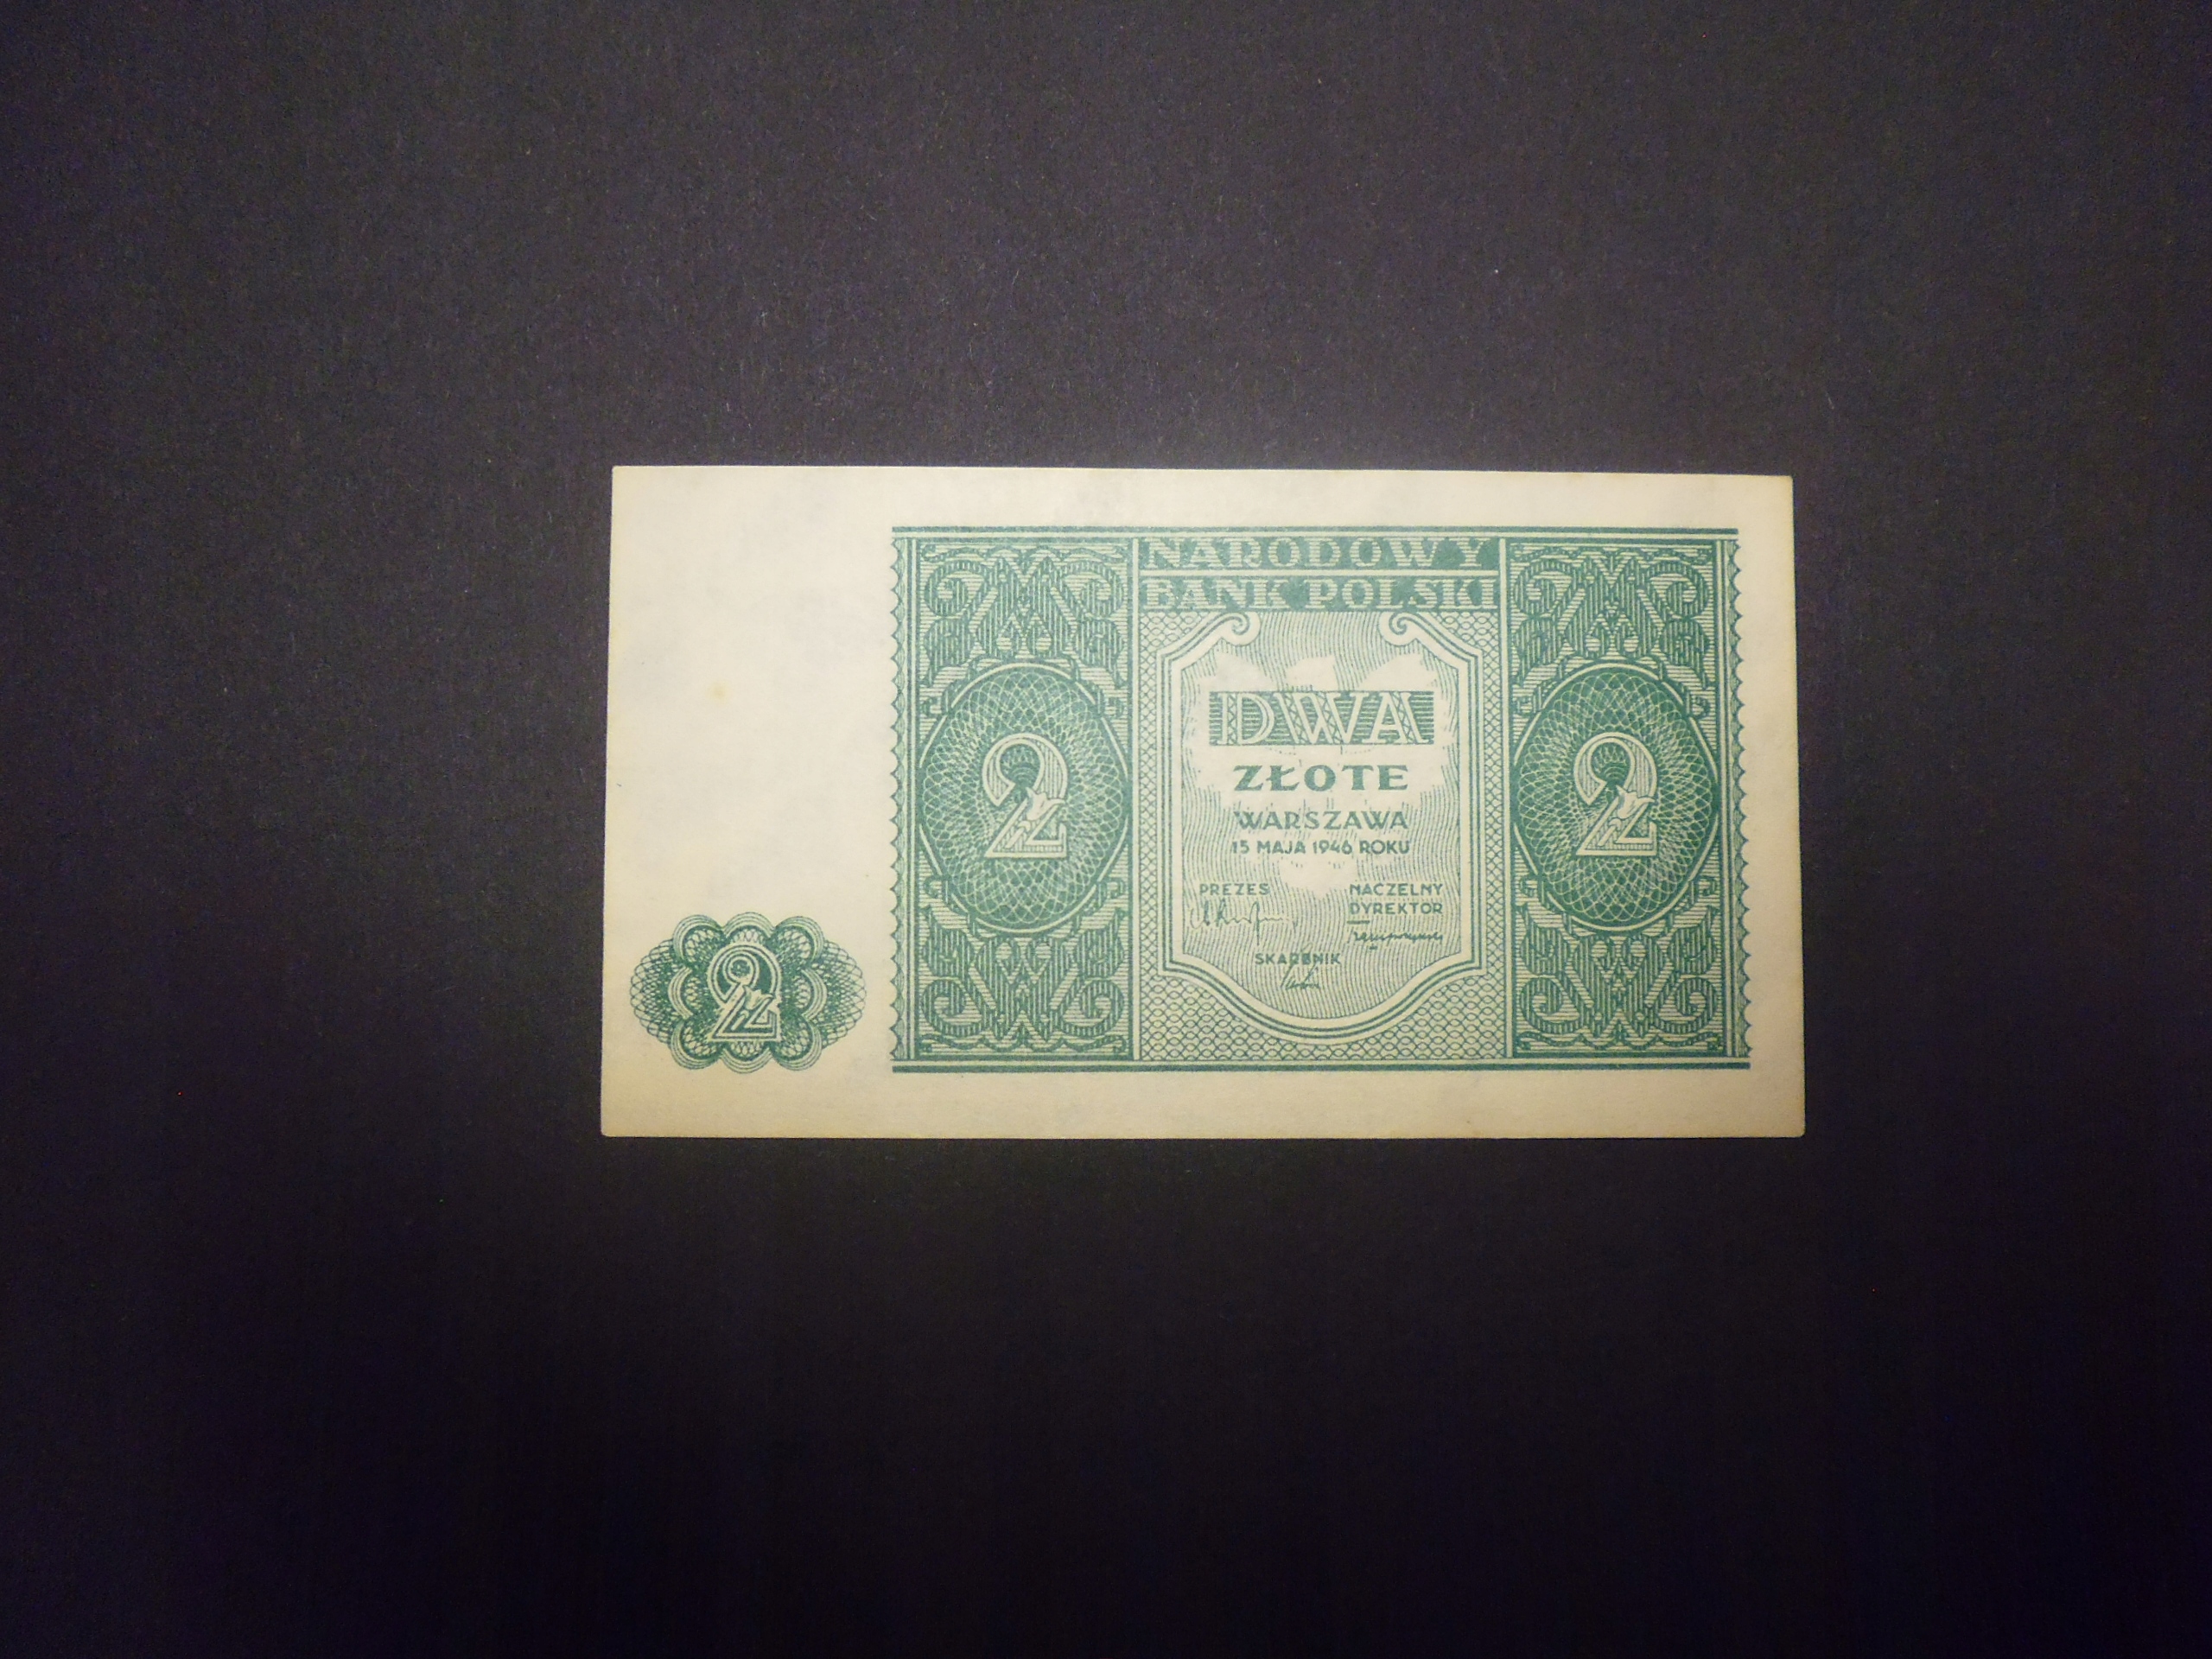 NARODOWY
BANK POLSKI
DWA
ZŁOTE
WARSZAWA
15 MAJA 1946 ROKU
PREZES
NACZELNY
DYREKTOR
SKARBNIK
2
2
2